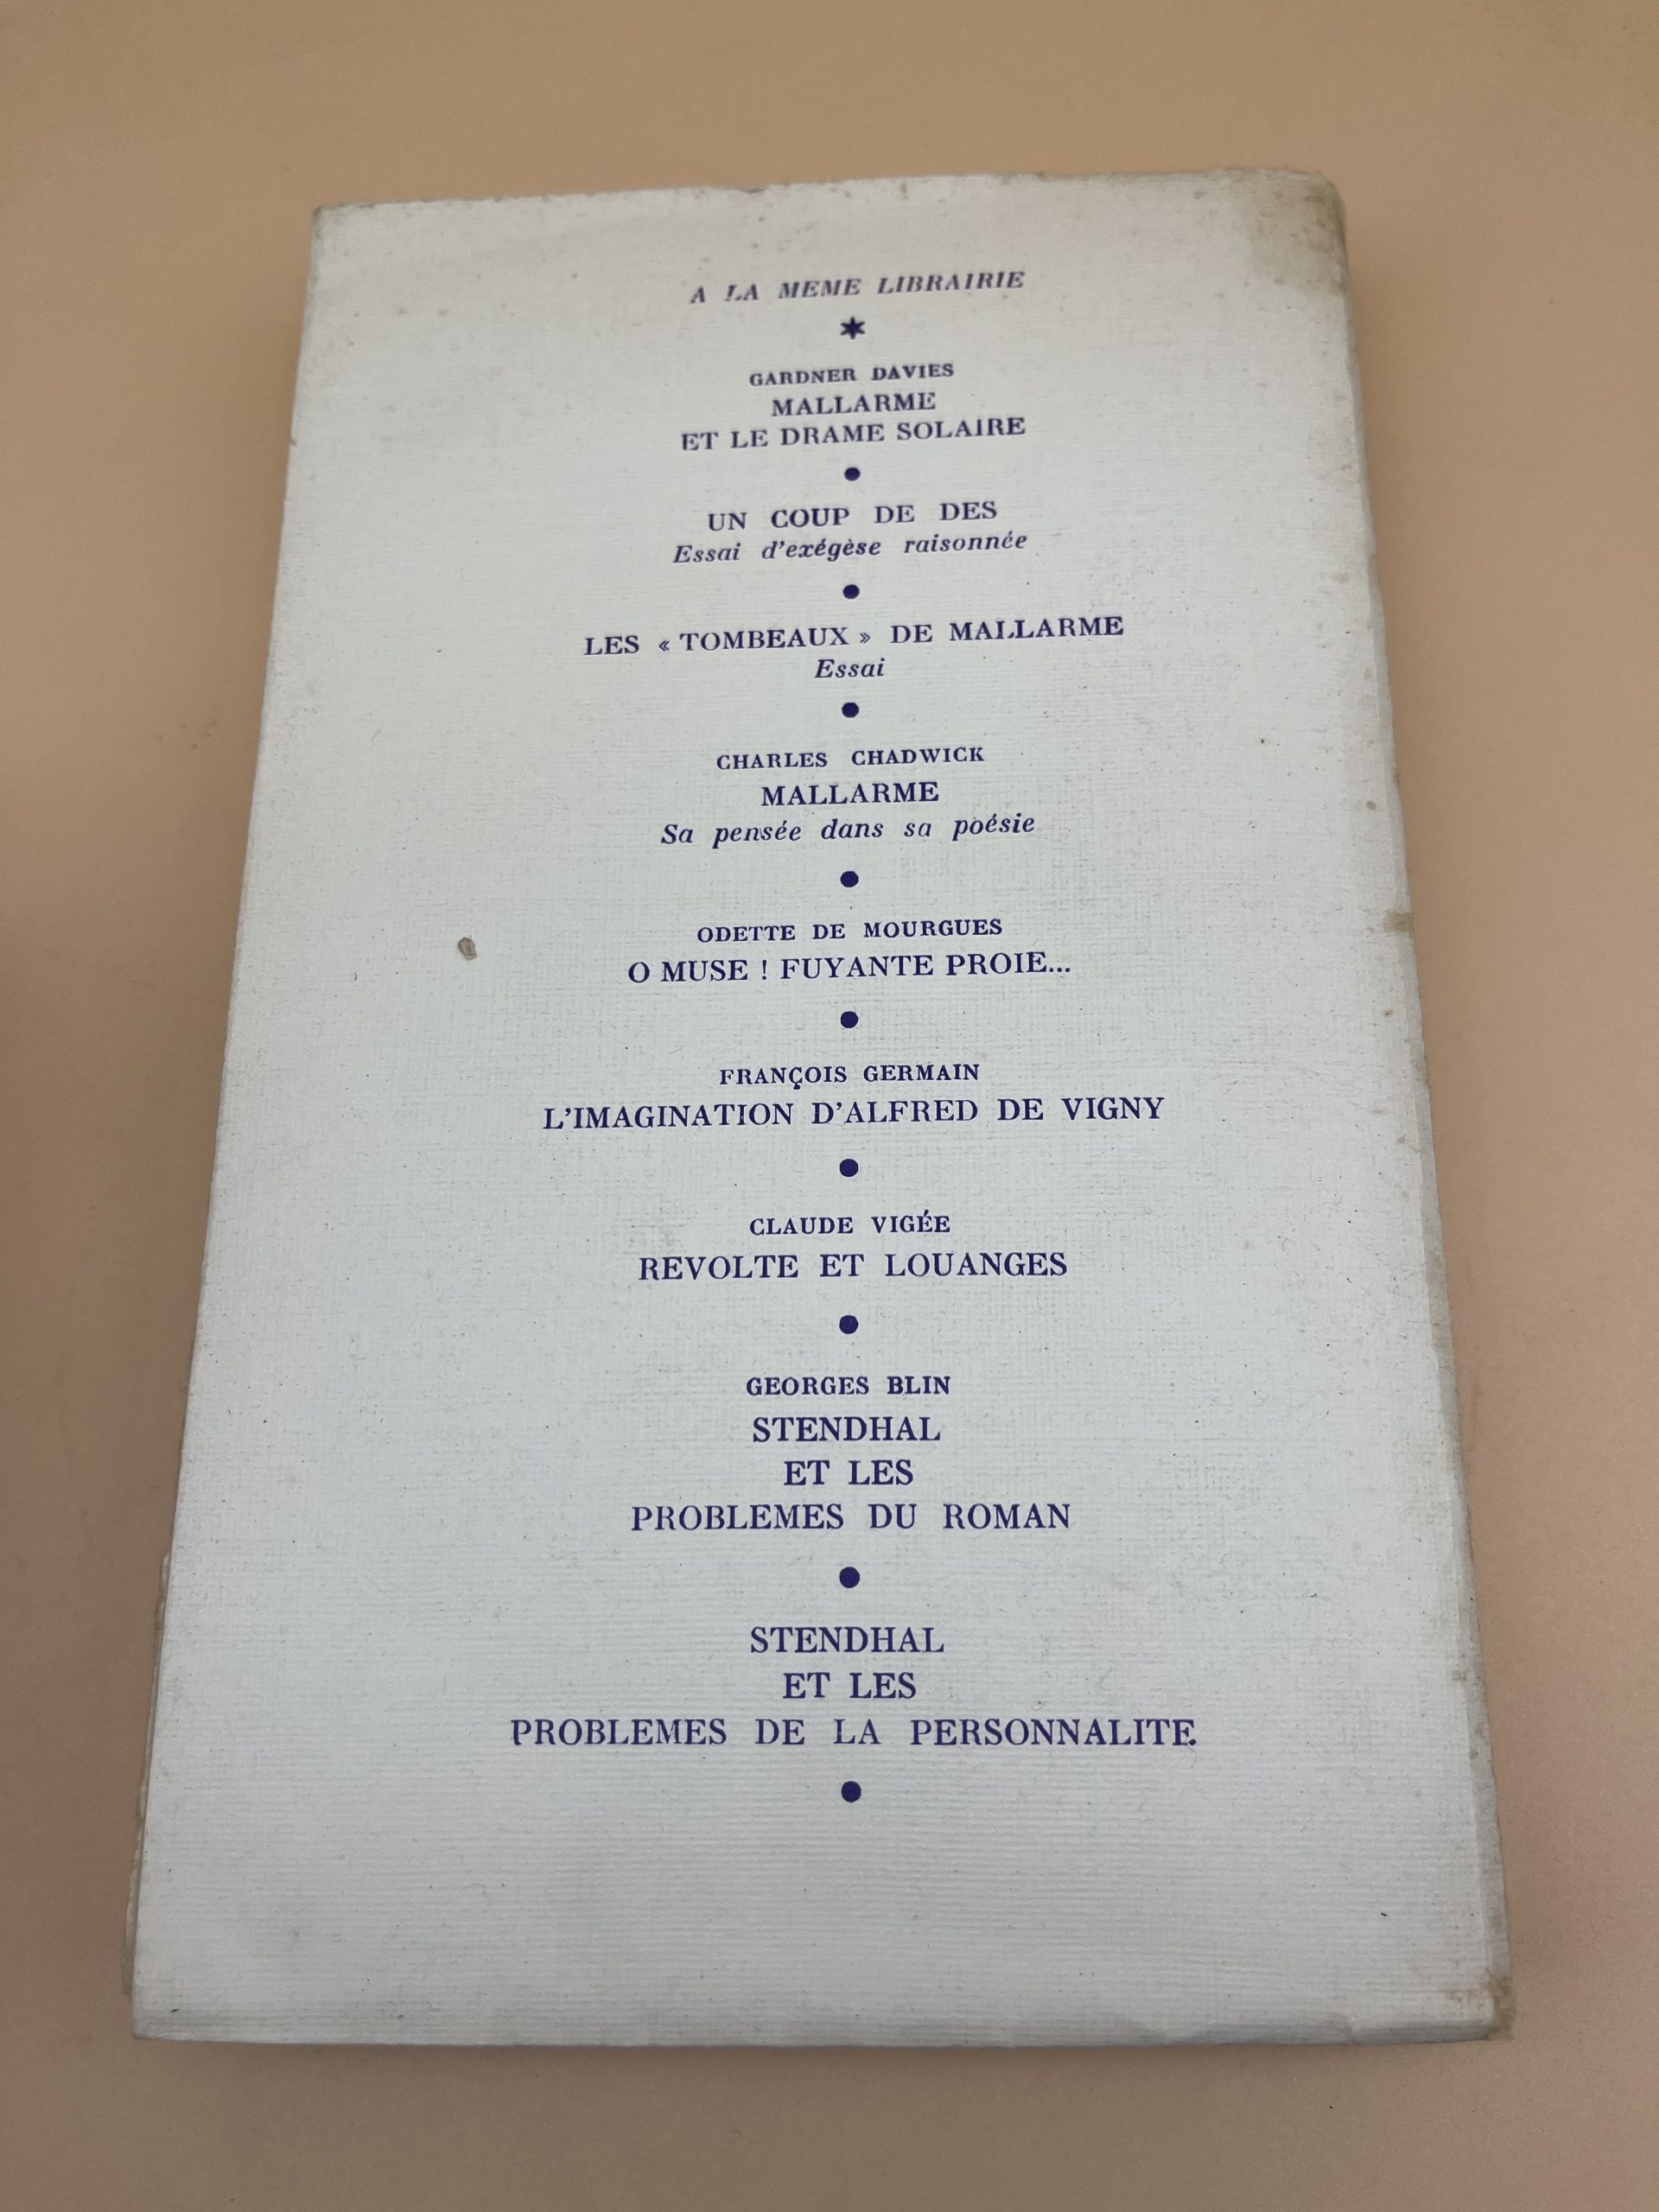 A LA MEME LIBRAIRIE
GARDNER DAVIES
MALLARME
ET LE DRAME SOLAIRE
UN COUP DE DES
Essai d'exégèse raisonnée
LES « TOMBEAUX » DE MALLARME
Essai
CHARLES CHADWICK
MALLARME
Sa pensée dans sa poésie
ODETTE DE MOURGUES
O MUSE ! FUYANTE PROIE...
FRANÇOIS GERMAIN
L'IMAGINATION D'ALFRED DE VIGNY
CLAUDE VIGÉE
REVOLTE ET LOUANGES
GEORGES BLIN
STENDHAL
ET LES
PROBLEMES DU ROMAN
STENDHAL
ET LES
PROBLEMES DE LA PERSONNALITE